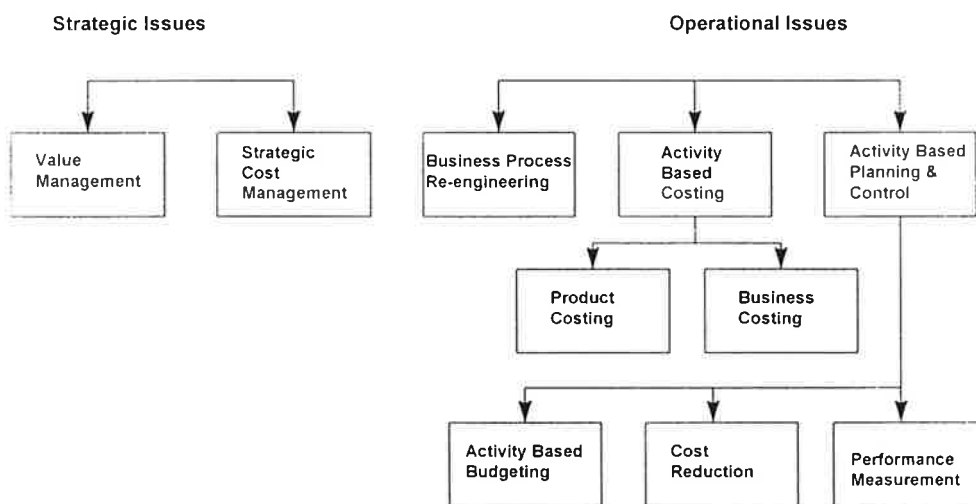 Strategic Issues
Operational Issues
Value
Management
Strategic
Cost
Management
Business Process
Re-engineering
Activity
Based
Costing
Activity Based
Planning &
Control
Product
Costing
Business
Costing
Activity Based
Budgeting
Cost
Reduction
Performance
Measurement